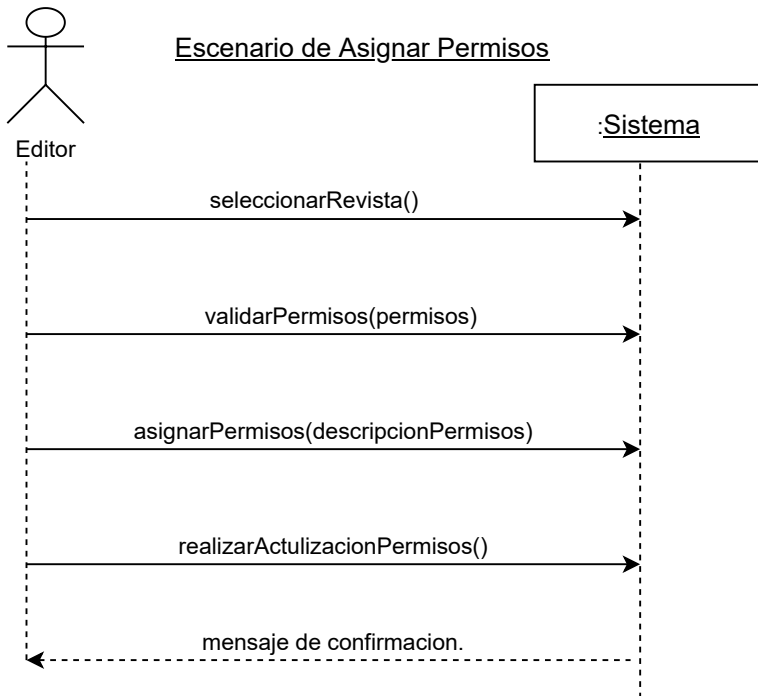 Escenario de Asignar Permisos
Editor
:Sistema
seleccionarRevista()
validarPermisos(permisos)
asignarPermisos(descripcionPermisos)
realizarActulizacionPermisos()
mensaje de confirmacion.